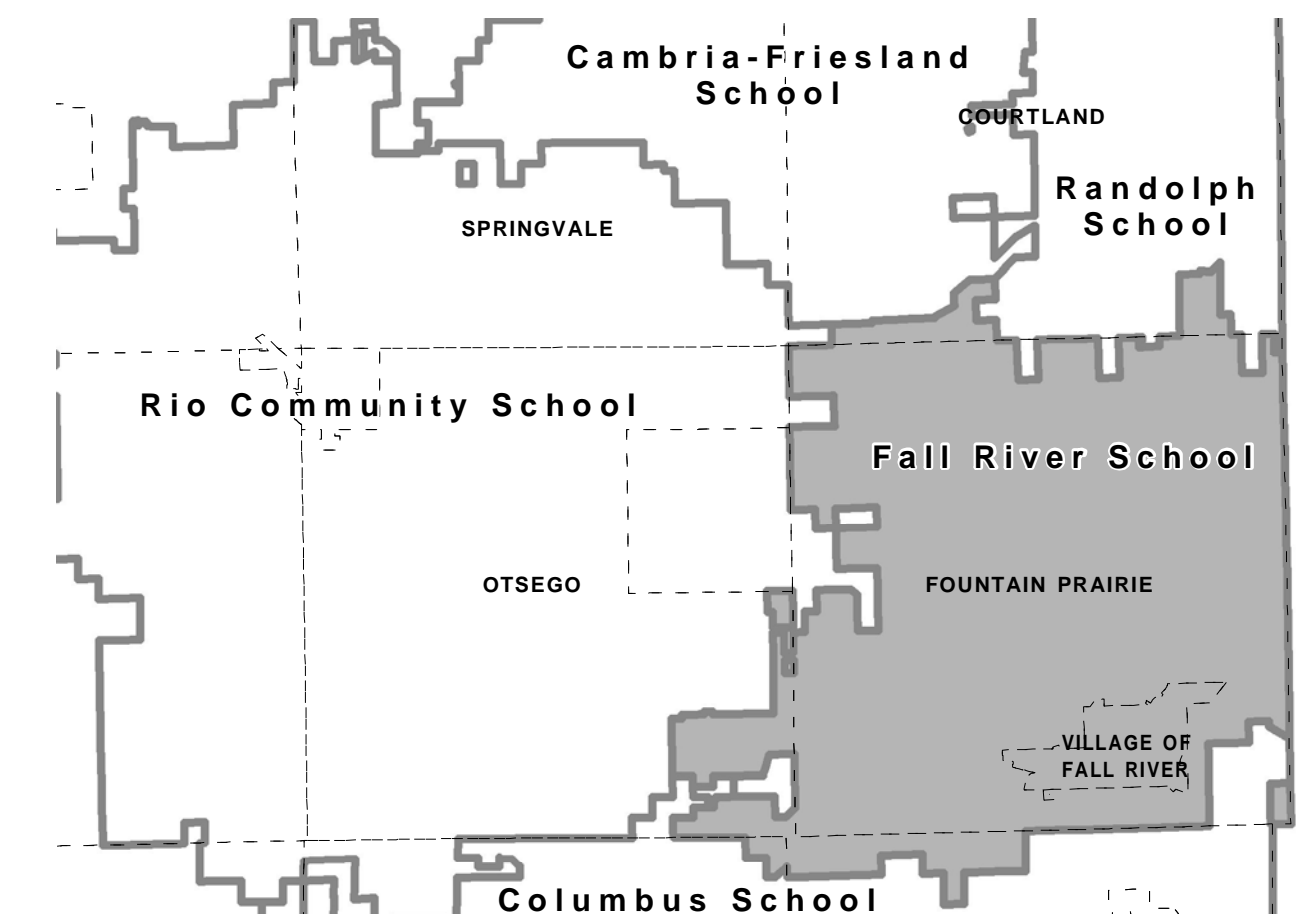 Cambria-Friesland
School
COURTLAND
Randolph
School
SPRINGVALE
Rio Community School
Fall River School
OTSEGO
FOUNTAIN PRAIRIE
VILLAGE OF
FALL RIVER
Columbus School